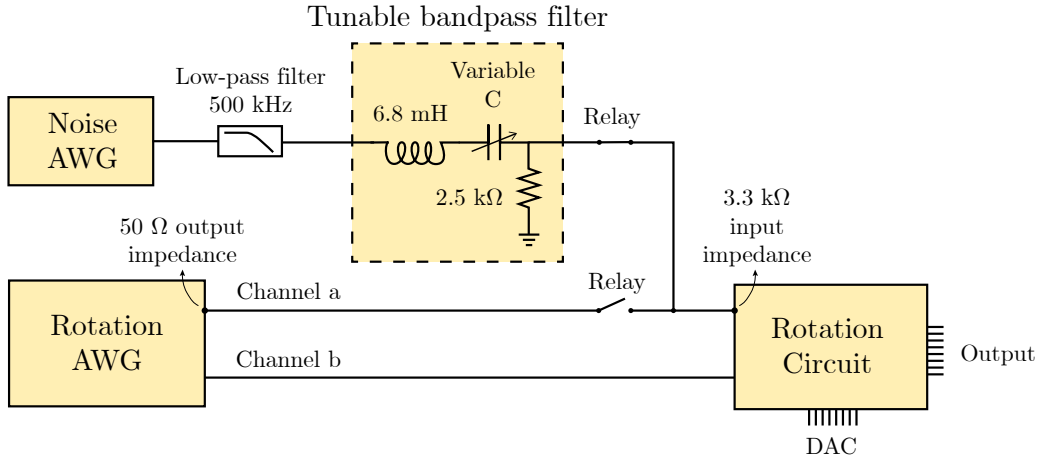 Tunable bandpass filter
Low-pass filter
500 kHz
Variable
C
6.8 mH
Relay
Noise
AWG
2.5 kΩ
50 Ω output
impedance
3.3 kΩ
input
impedance
Relay
Channel a
Rotation
AWG
Channel b
Rotation
Circuit
Output
DAC